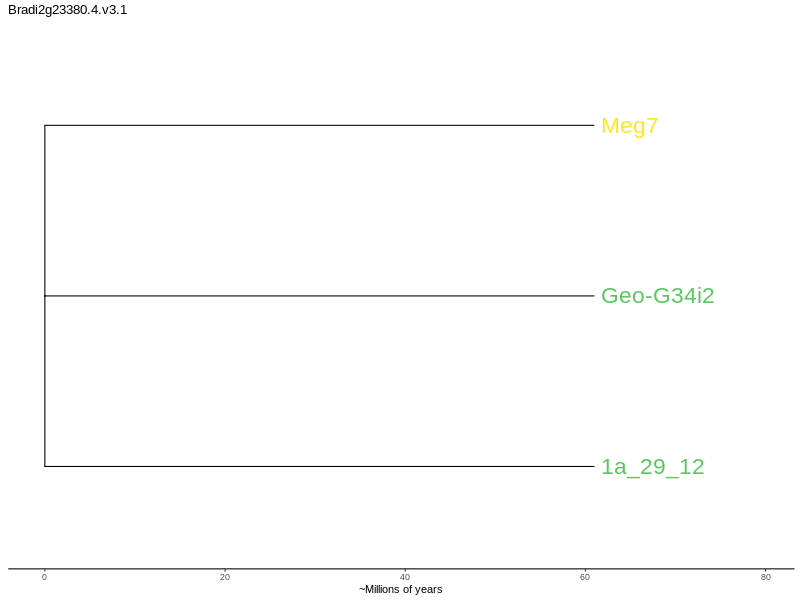 Bradi2g23380.4.v3.1
Meg7
Geo-G34i2
1a_29_12
0 20 40 60 80
~Millions of years